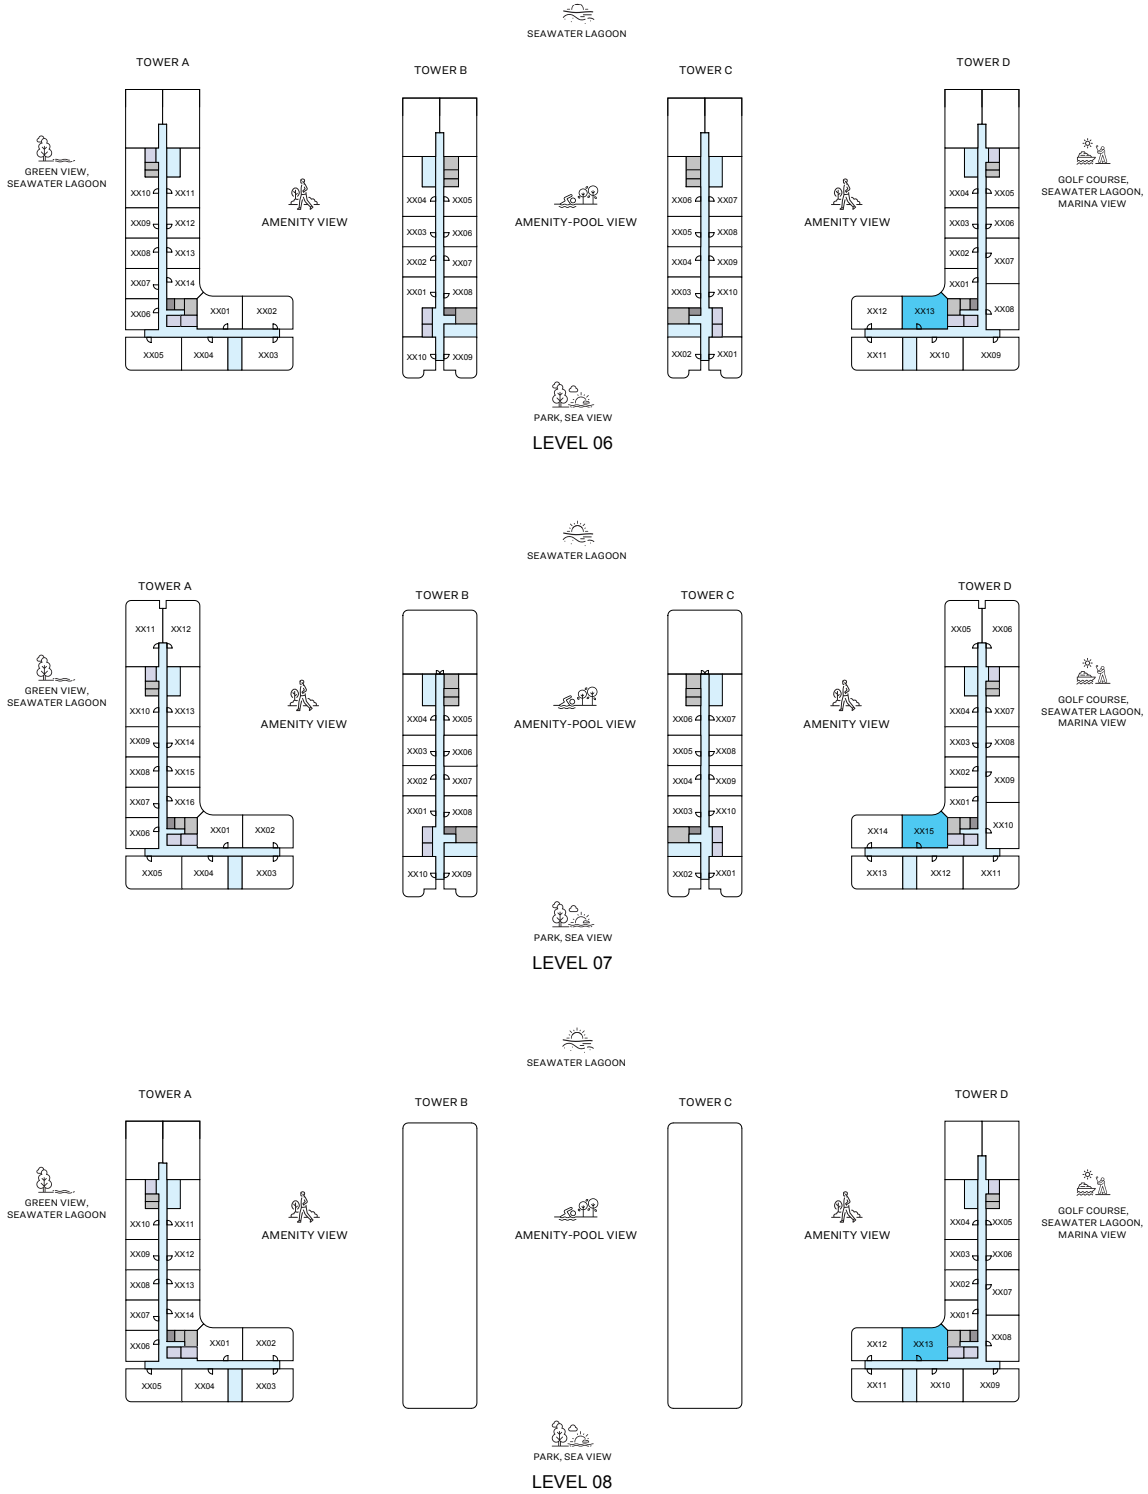 SEAWATER LAGOON
TOWER A
TOWER B
TOWER C
TOWER D
GREEN VIEW,
SEAWATER LAGOON
AMENITY VIEW
AMENITY-POOL VIEW
AMENITY VIEW
GOLF COURSE,
SEAWATER LAGOON,
MARINA VIEW
XX10 XX11
XX09 XX12
XX08 XX13
XX07 XX14
XX06 XX01 XX02
XX05 XX04 XX03
XX04 XX05
XX03 XX06
XX02 XX07
XX01 XX08
XX10 XX09
XX06 XX07
XX05 XX08
XX04 XX09
XX03 XX10
XX02 XX01
XX04 XX05
XX03 XX06
XX02 XX07
XX01
XX12 XX13 XX08
XX11 XX10 XX09
PARK, SEA VIEW
LEVEL 06
SEAWATER LAGOON
TOWER A
TOWER B
TOWER C
TOWER D
GREEN VIEW,
SEAWATER LAGOON
AMENITY VIEW
AMENITY-POOL VIEW
AMENITY VIEW
GOLF COURSE,
SEAWATER LAGOON,
MARINA VIEW
XX11 XX12
XX10 XX13
XX09 XX14
XX08 XX15
XX07 XX16
XX06 XX01 XX02
XX05 XX04 XX03
XX04 XX05
XX03 XX06
XX02 XX07
XX01 XX08
XX10 XX09
XX06 XX07
XX05 XX08
XX04 XX09
XX03 XX10
XX02 XX01
XX05 XX06
XX04 XX07
XX03 XX08
XX02 XX09
XX01
XX14 XX15 XX10
XX13 XX12 XX11
PARK, SEA VIEW
LEVEL 07
SEAWATER LAGOON
TOWER A
TOWER B
TOWER C
TOWER D
GREEN VIEW,
SEAWATER LAGOON
AMENITY VIEW
AMENITY-POOL VIEW
AMENITY VIEW
GOLF COURSE,
SEAWATER LAGOON,
MARINA VIEW
XX10 XX11
XX09 XX12
XX08 XX13
XX07 XX14
XX06 XX01 XX02
XX05 XX04 XX03
XX04 XX05
XX03 XX06
XX02 XX07
XX01
XX12 XX13 XX08
XX11 XX10 XX09
PARK, SEA VIEW
LEVEL 08